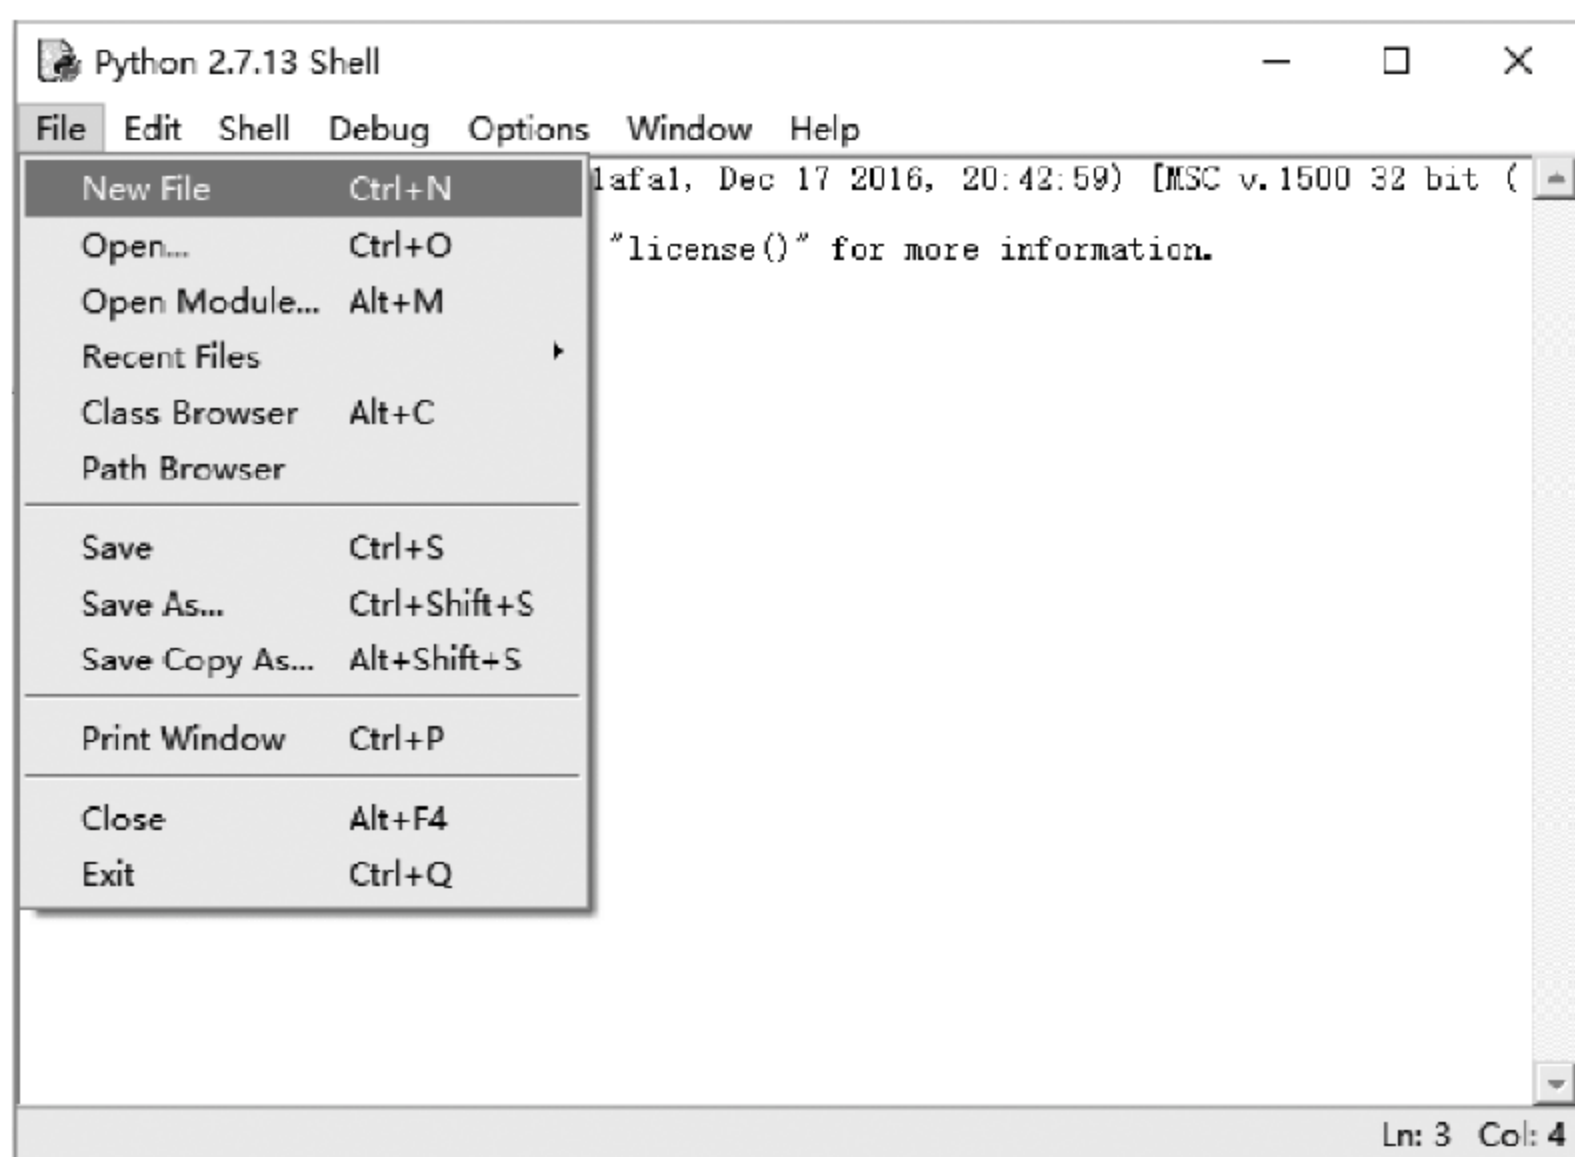 Python 2.7.13 Shell
File Edit Shell Debug Options Window Help
1afa1, Dec 17 2016, 20:42:59) [MSC v.1500 32 bit (
"license()" for more information.
New File Ctrl+N
Open... Ctrl+O
Open Module... Alt+M
Recent Files
Class Browser Alt+C
Path Browser
Save Ctrl+S
Save As... Ctrl+Shift+S
Save Copy As... Alt+Shift+S
Print Window Ctrl+P
Close Alt+F4
Exit Ctrl+Q
Ln: 3 Col: 4